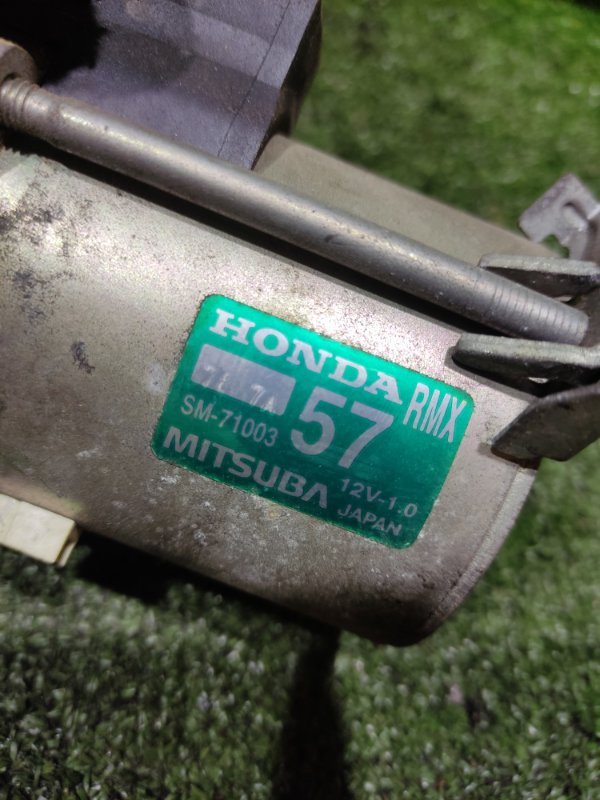 HONDA
RMX
57
SM-71003
MITSUBA
12V-1.0
JAPAN